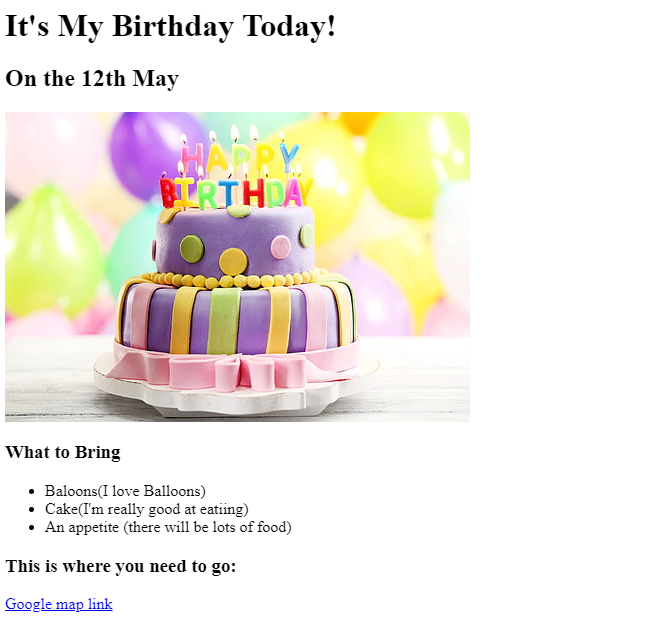 It's My Birthday Today!
On the 12th May
HAPPY
BIRTHDAY
What to Bring
Baloons(I love Balloons)
Cake(I'm really good at eatiing)
An appetite (there will be lots of food)
This is where you need to go:
Google map link